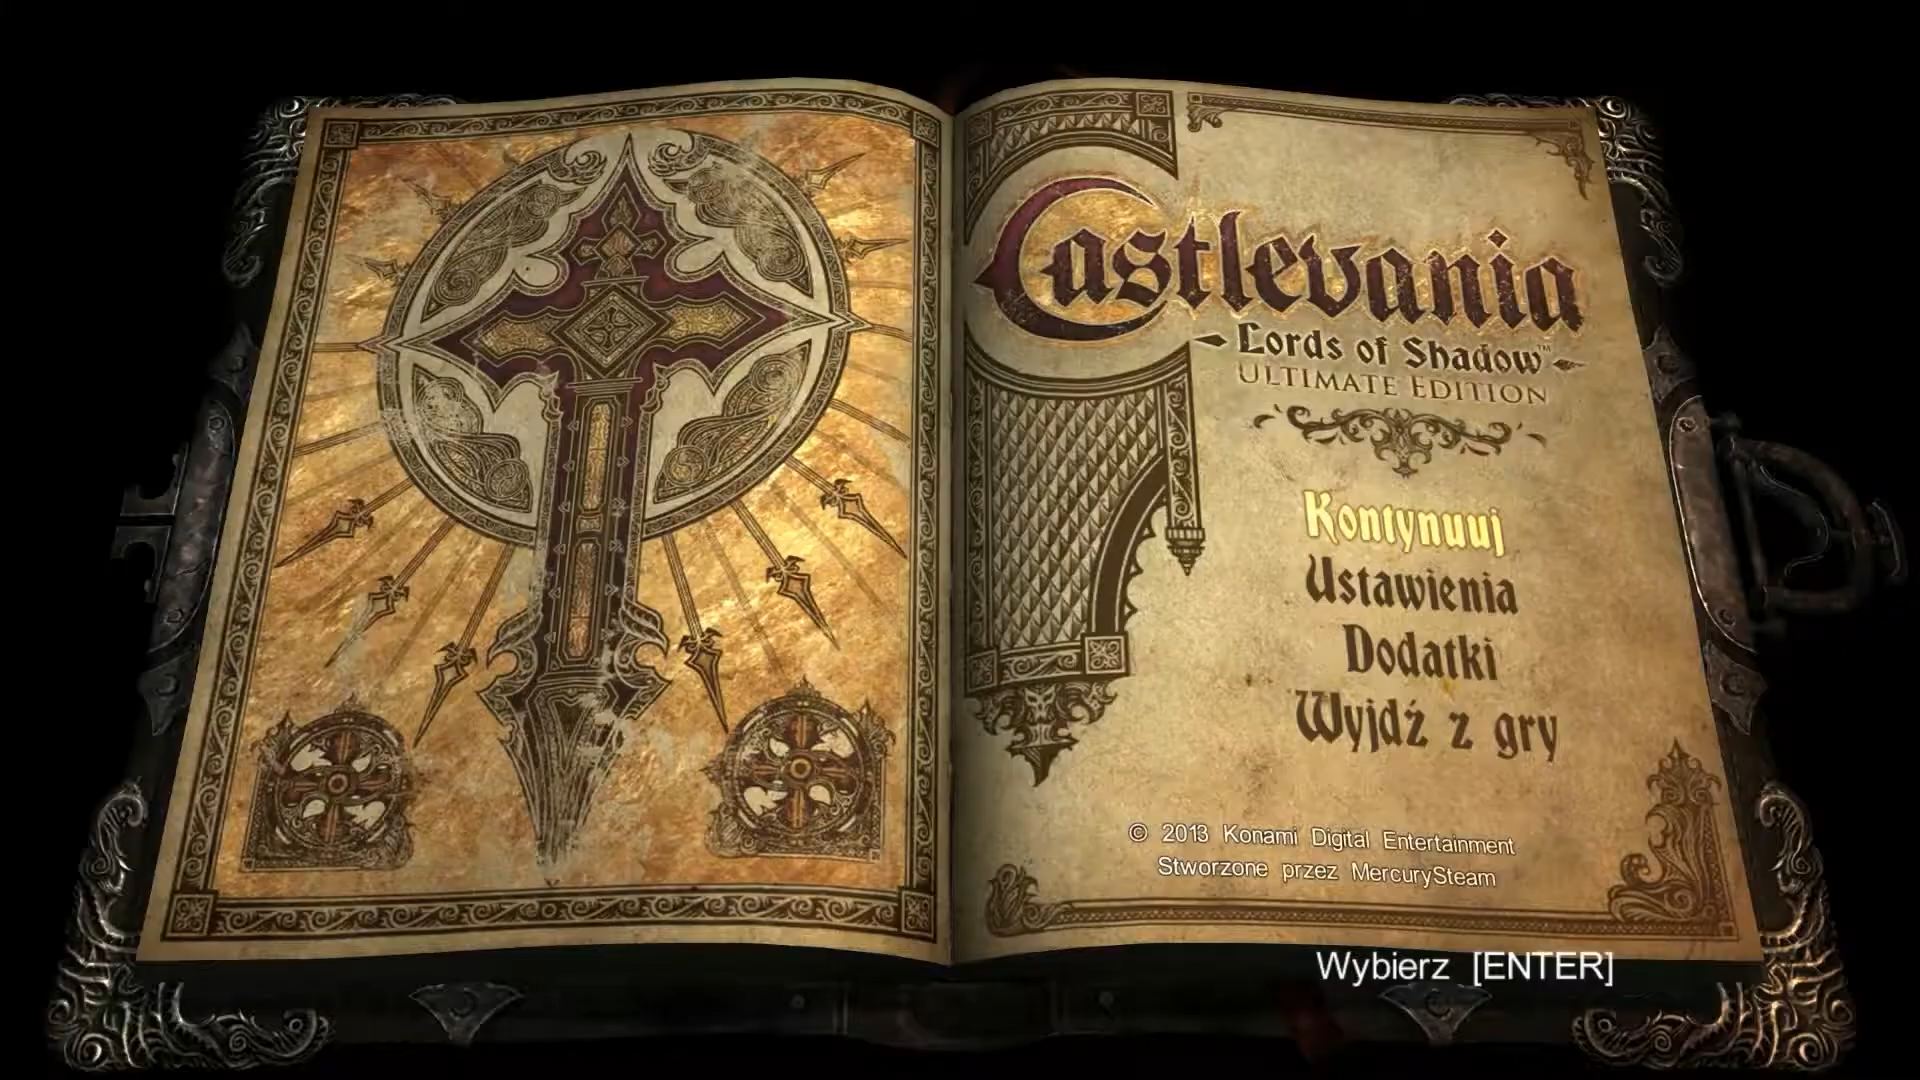 Castlevania
Lords of Shadow™
ULTIMATE EDITION
Kontynuuj
Ustawienia
Dodatki
Wyjdź z gry
© 2013 Konami Digital Entertainment
Stworzone przez MercurySteam
Wybierz [ENTER]